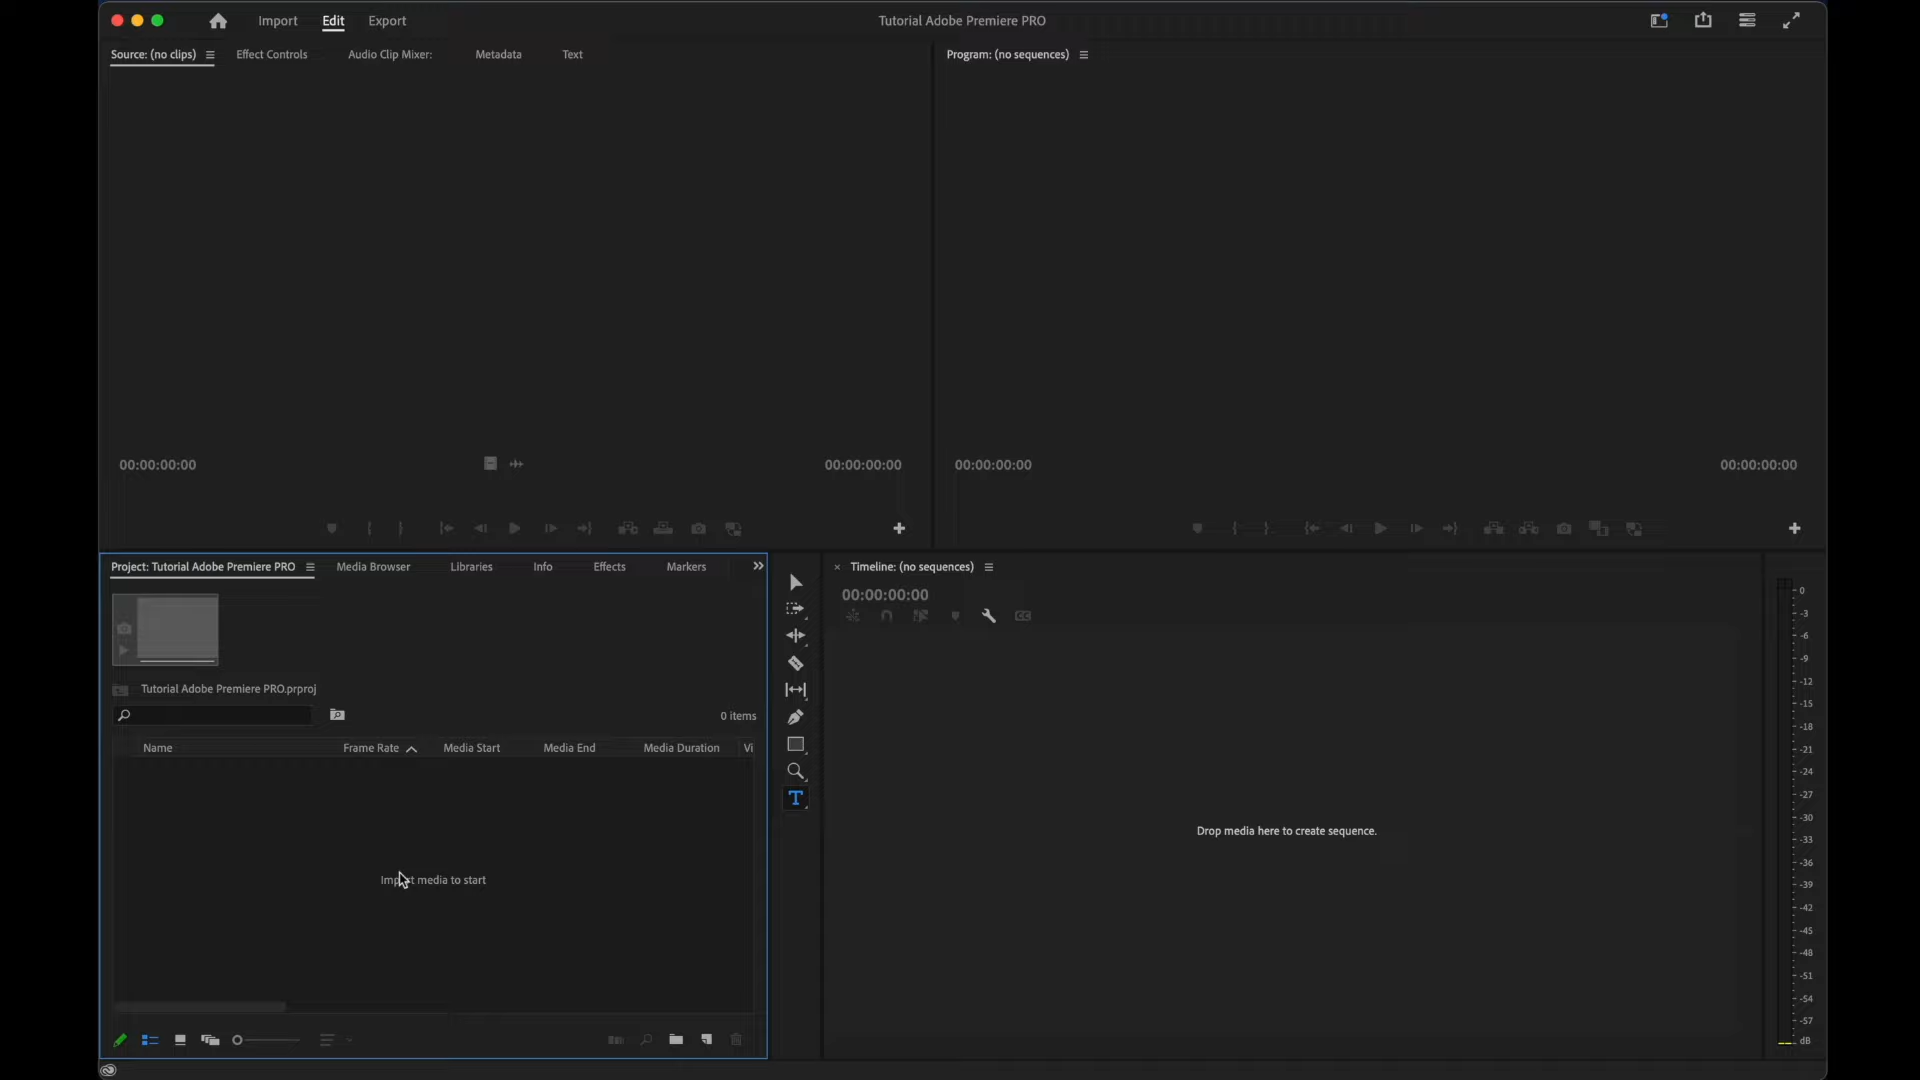 Import Edit Export Tutorial Adobe Premiere PRO
Source: (no clips) Effect Controls Audio Clip Mixer: Metadata Text
Program: (no sequences)
00:00:00:00 00:00:00:00
00:00:00:00 00:00:00:00
Project: Tutorial Adobe Premiere PRO Media Browser Libraries Info Effects Markers
Tutorial Adobe Premiere PRO.prproj
0 items
Name Frame Rate Media Start Media End Media Duration Vi
Import media to start
Timeline: (no sequences)
00:00:00:00
CC
T
Drop media here to create sequence.
0
-3
-6
-9
-12
-15
-18
-21
-24
-27
-30
-33
-36
-39
-42
-45
-48
-51
-54
-57
dB